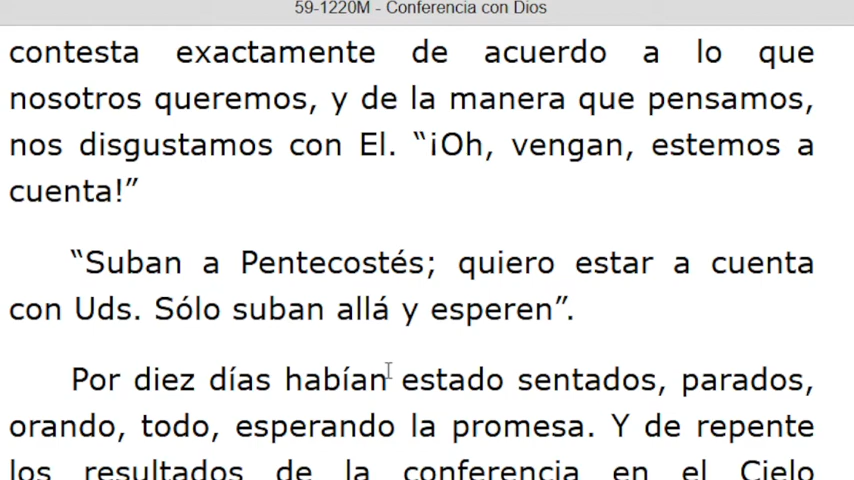 59-1220M - Conferencia con Dios
contesta exactamente de acuerdo a lo que
nosotros queremos, y de la manera que pensamos,
nos disgustamos con El. “¡Oh, vengan, estemos a
cuenta!”
“Suban a Pentecostés; quiero estar a cuenta
con Uds. Sólo suban allá y esperen”.
Por diez días habían estado sentados, parados,
orando, todo, esperando la promesa. Y de repente
los resultados de la conferencia en el Cielo